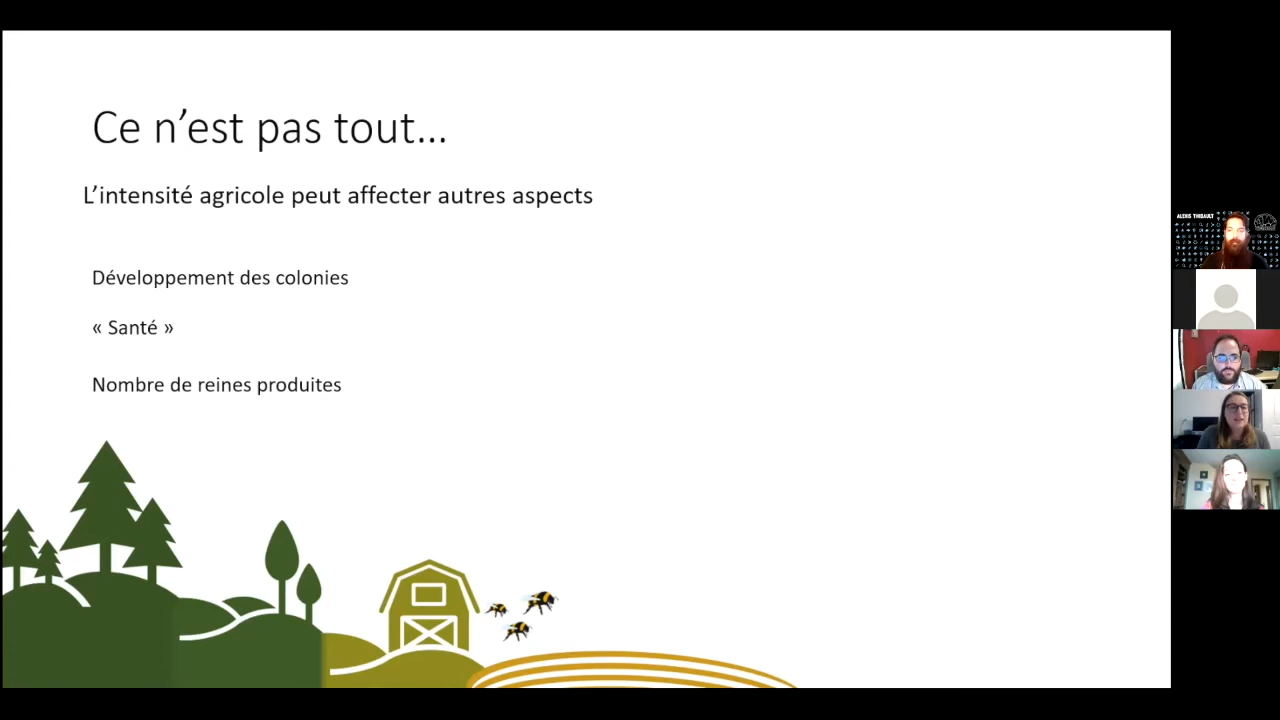 Ce n’est pas tout…
L’intensité agricole peut affecter autres aspects
Développement des colonies
« Santé »
Nombre de reines produites
ALEXIS THIBAULT